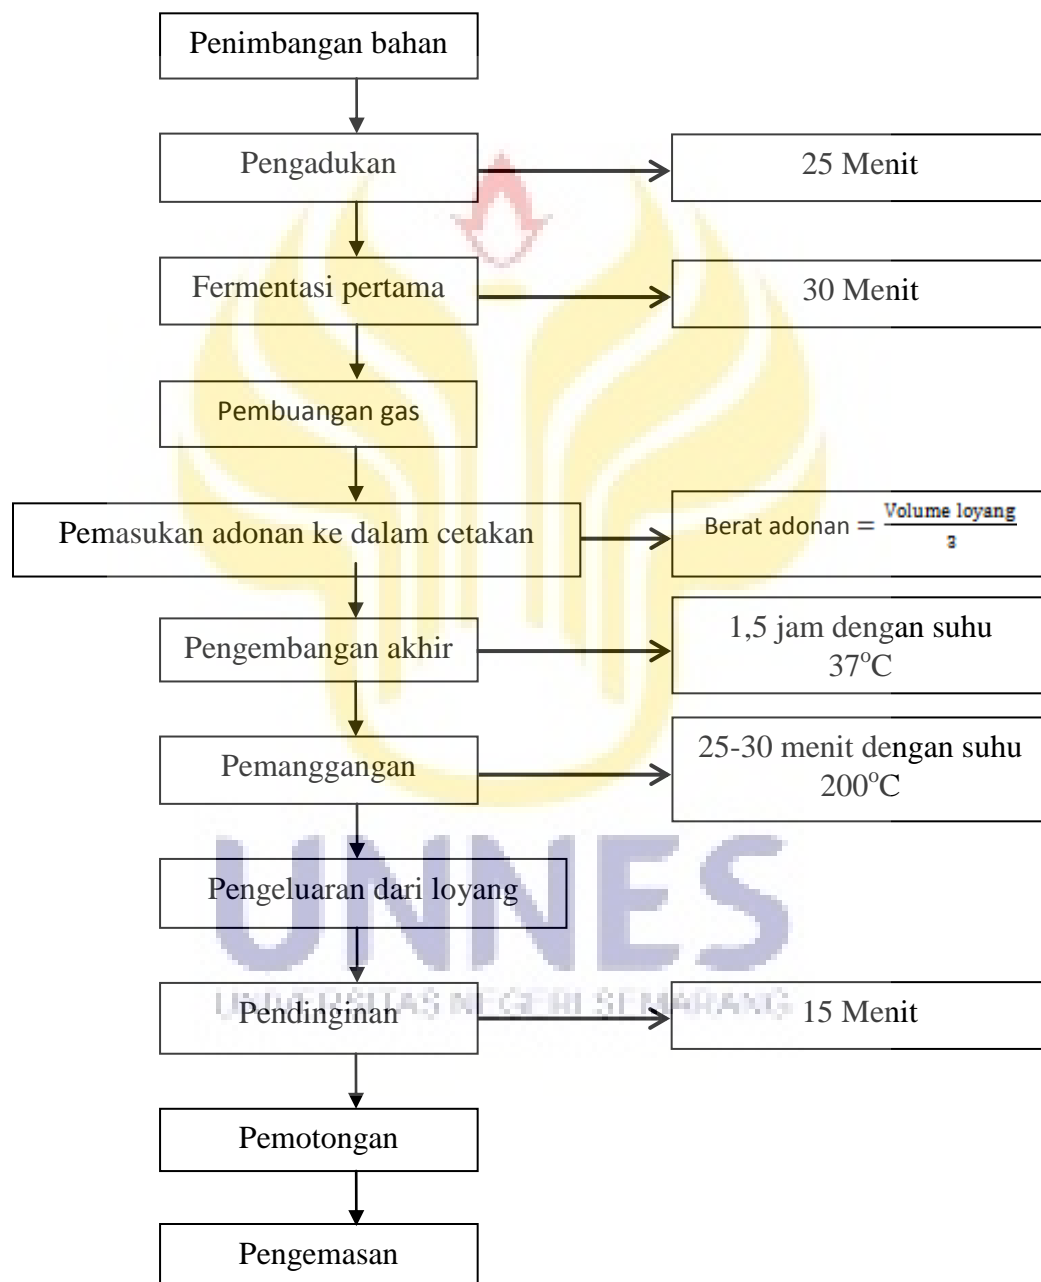 Penimbangan bahan
Pengadukan
25 Menit
Fermentasi pertama
30 Menit
Pembuangan gas
Pemasukan adonan ke dalam cetakan
Berat adonan = Volume loyang / 3
Pengembangan akhir
1,5 jam dengan suhu
37°C
Pemanggangan
25-30 menit dengan suhu
200°C
Pengeluaran dari loyang
UNNES
UNIVERSITAS NEGERI SEMARANG
Pendinginan
15 Menit
Pemotongan
Pengemasan